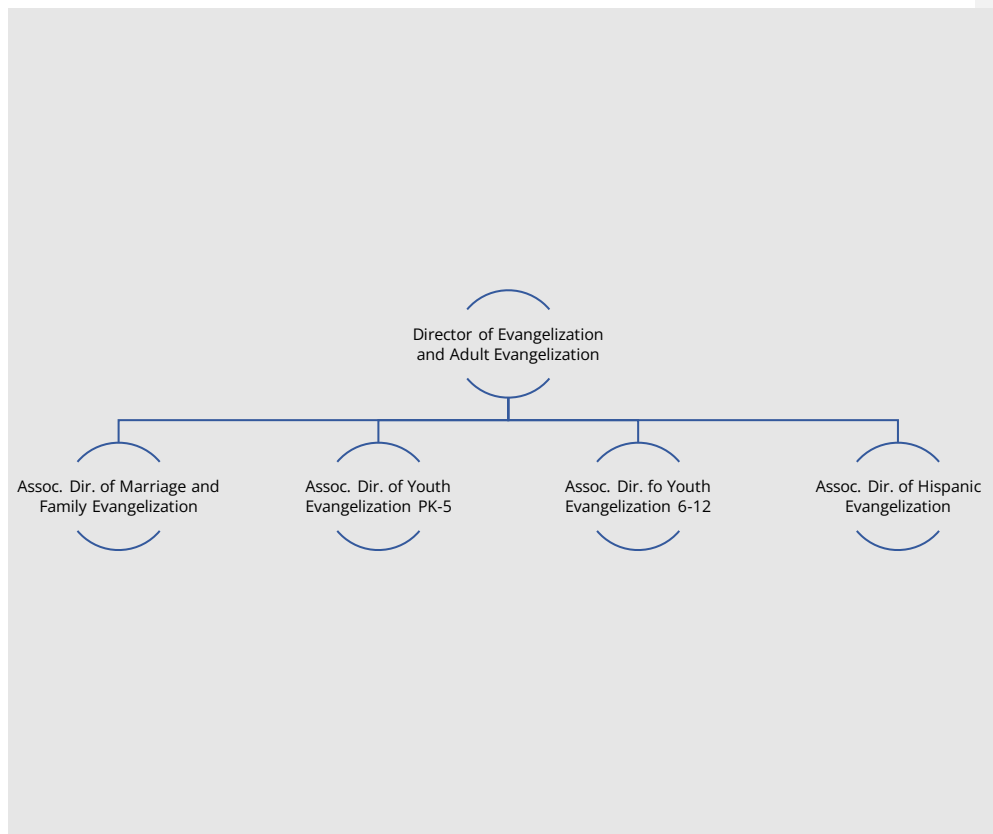 Director of Evangelization
and Adult Evangelization
Assoc. Dir. of Marriage and
Family Evangelization
Assoc. Dir. of Youth
Evangelization PK-5
Assoc. Dir. fo Youth
Evangelization 6-12
Assoc. Dir. of Hispanic
Evangelization